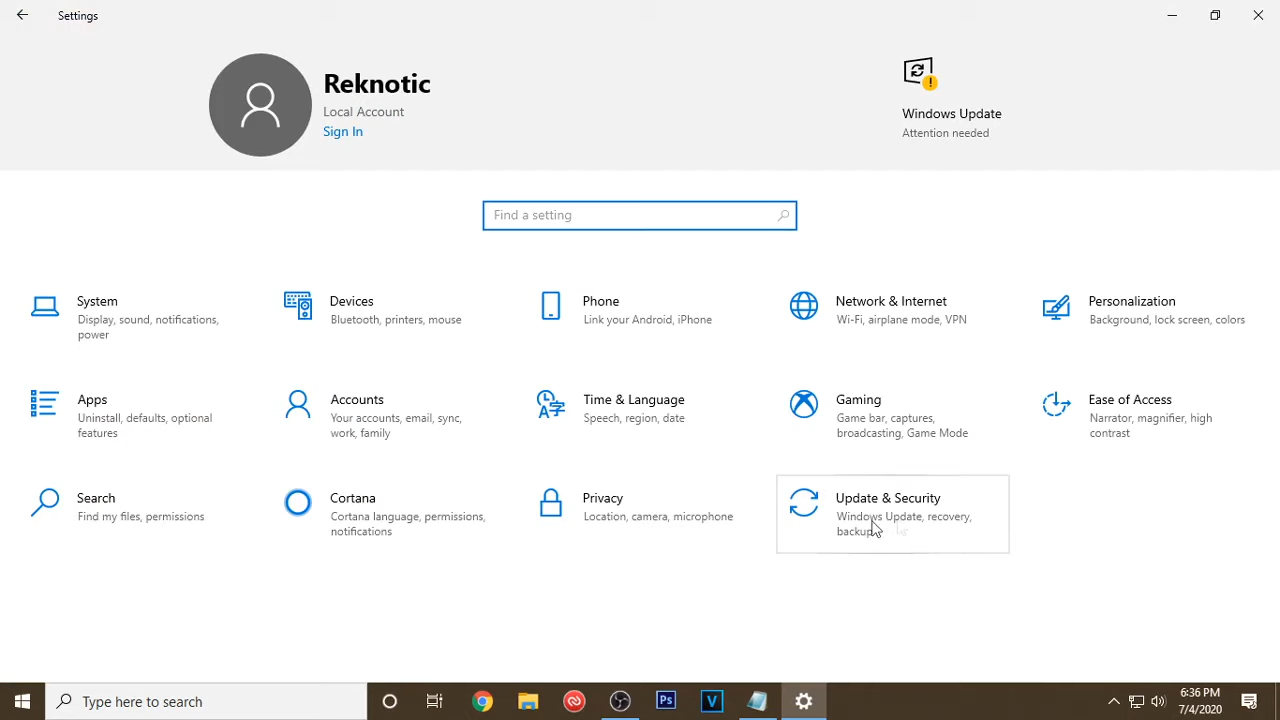 Settings
Reknotic
Local Account
Sign In
Windows Update
Attention needed
Find a setting
System
Display, sound, notifications,
power
Devices
Bluetooth, printers, mouse
Phone
Link your Android, iPhone
Network & Internet
Wi-Fi, airplane mode, VPN
Personalization
Background, lock screen, colors
Apps
Uninstall, defaults, optional
features
Accounts
Your accounts, email, sync,
work, family
Time & Language
Speech, region, date
Gaming
Game bar, captures,
broadcasting, Game Mode
Ease of Access
Narrator, magnifier, high
contrast
Search
Find my files, permissions
Cortana
Cortana language, permissions,
notifications
Privacy
Location, camera, microphone
Update & Security
Windows Update, recovery,
backup
Type here to search
Ps
V
6:36 PM
7/4/2020